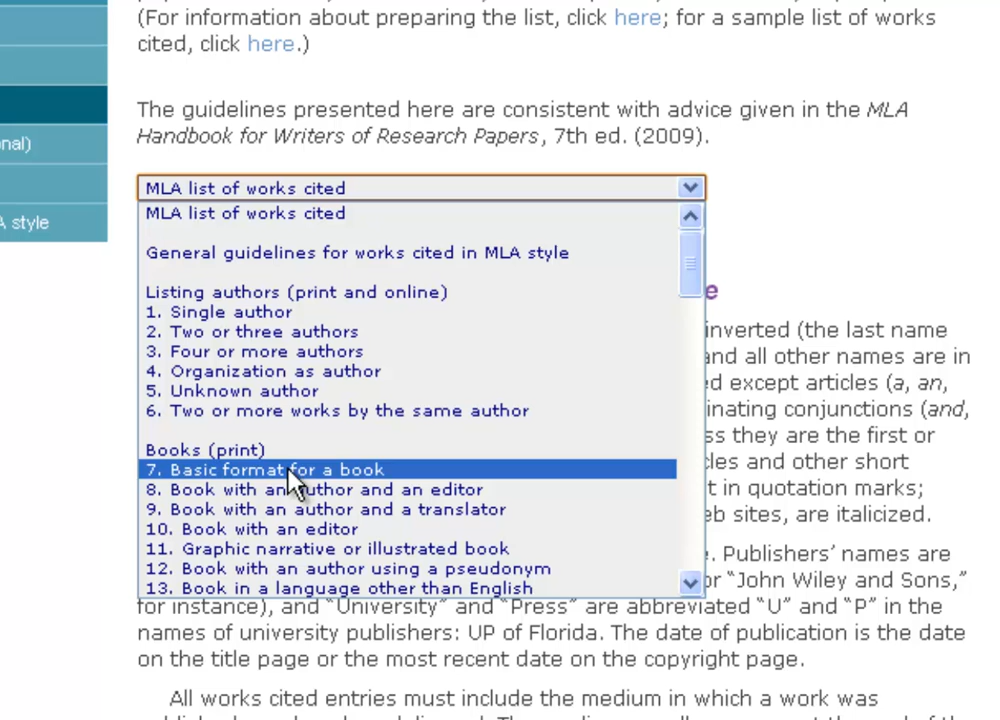 (For information about preparing the list, click here; for a sample list of works
cited, click here.)
The guidelines presented here are consistent with advice given in the MLA
Handbook for Writers of Research Papers, 7th ed. (2009).
nal)
A style
MLA list of works cited
MLA list of works cited
General guidelines for works cited in MLA style
Listing authors (print and online)
1. Single author
2. Two or three authors
3. Four or more authors
4. Organization as author
5. Unknown author
6. Two or more works by the same author
Books (print)
7. Basic format for a book
8. Book with an author and an editor
9. Book with an author and a translator
10. Book with an editor
11. Graphic narrative or illustrated book
12. Book with an author using a pseudonym
13. Book in a language other than English
e
inverted (the last name
and all other names are in
d except articles (a, an,
inating conjunctions (and,
ss they are the first or
les and other short
t in quotation marks;
eb sites, are italicized.
. Publishers’ names are
or “John Wiley and Sons,”
for instance), and “University” and “Press” are abbreviated “U” and “P” in the
names of university publishers: UP of Florida. The date of publication is the date
on the title page or the most recent date on the copyright page.
All works cited entries must include the medium in which a work was